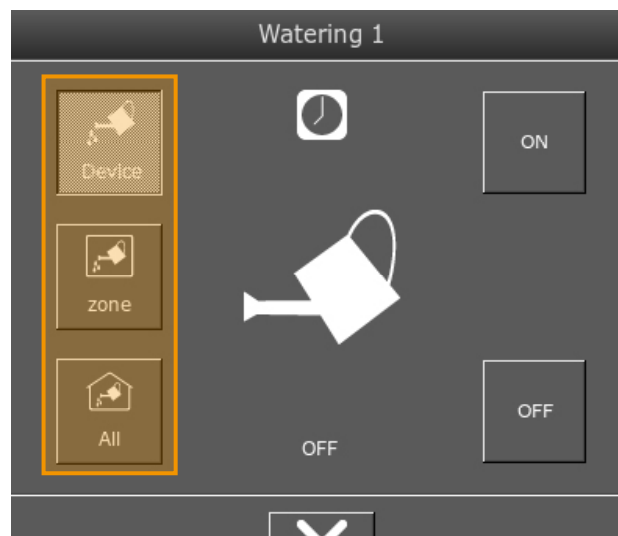 Watering 1
Device
ON
zone
All
OFF
OFF